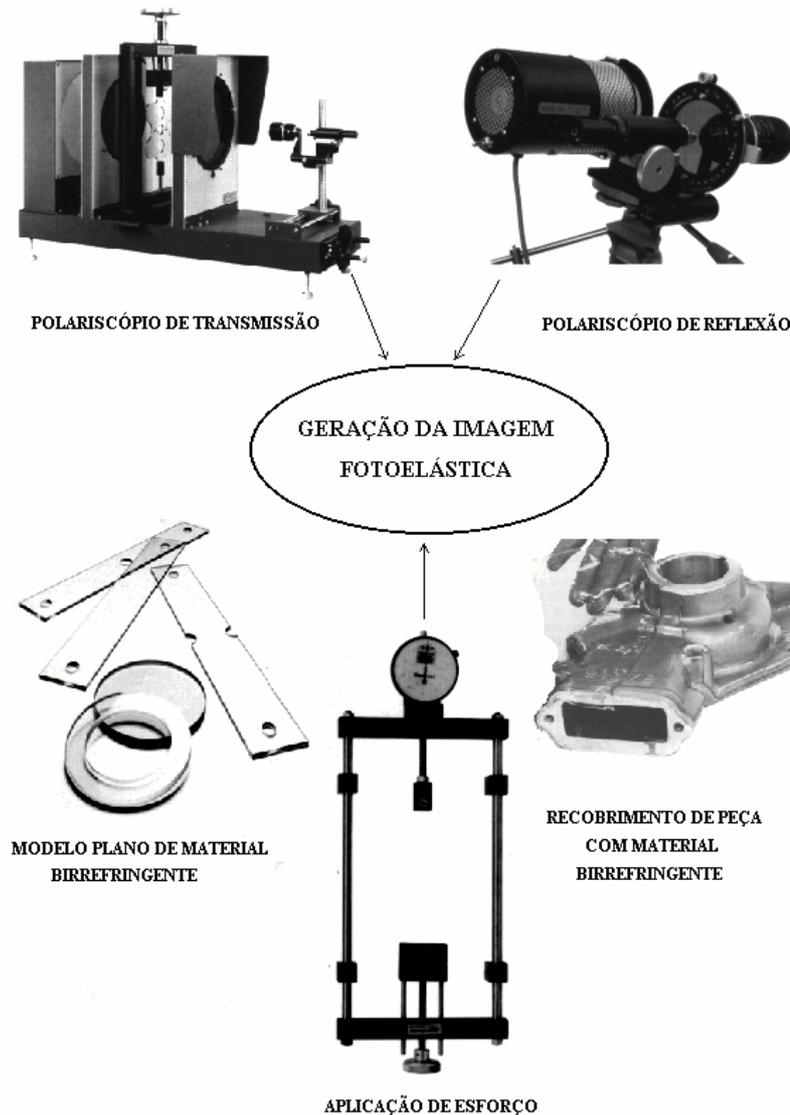 POLARISCÓPIO DE TRANSMISSÃO
POLARISCÓPIO DE REFLEXÃO
GERAÇÃO DA IMAGEM
FOTOELÁSTICA
MODELO PLANO DE MATERIAL
BIRREFRINGENTE
RECOBRIMENTO DE PEÇA
COM MATERIAL
BIRREFRINGENTE
APLICAÇÃO DE ESFORÇO